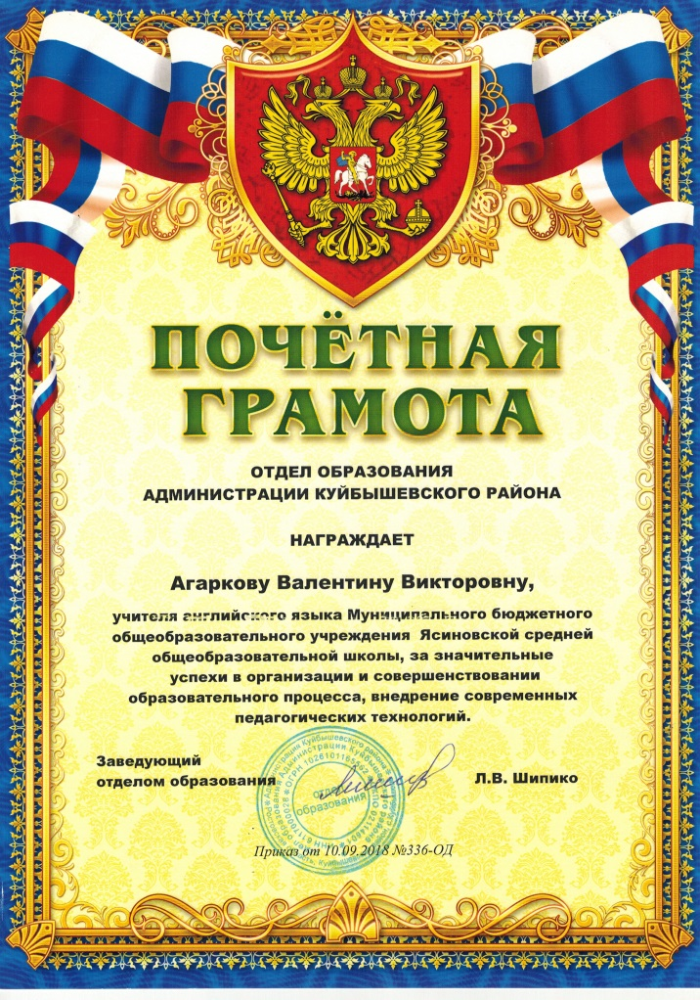 ПОЧЁТНАЯ
ГРАМОТА
ОТДЕЛ ОБРАЗОВАНИЯ
АДМИНИСТРАЦИИ КУЙБЫШЕВСКОГО РАЙОНА
НАГРАЖДАЕТ
Агаркову Валентину Викторовну,
учителя английского языка Муниципального бюджетного
общеобразовательного учреждения Ясиновской средней
общеобразовательной школы, за значительные
успехи в организации и совершенствовании
образовательного процесса, внедрение современных
педагогических технологий.
Заведующий
отделом образования
Л.В. Шипико
отдел
образования
Приказ от 10.09.2018 №336-ОД